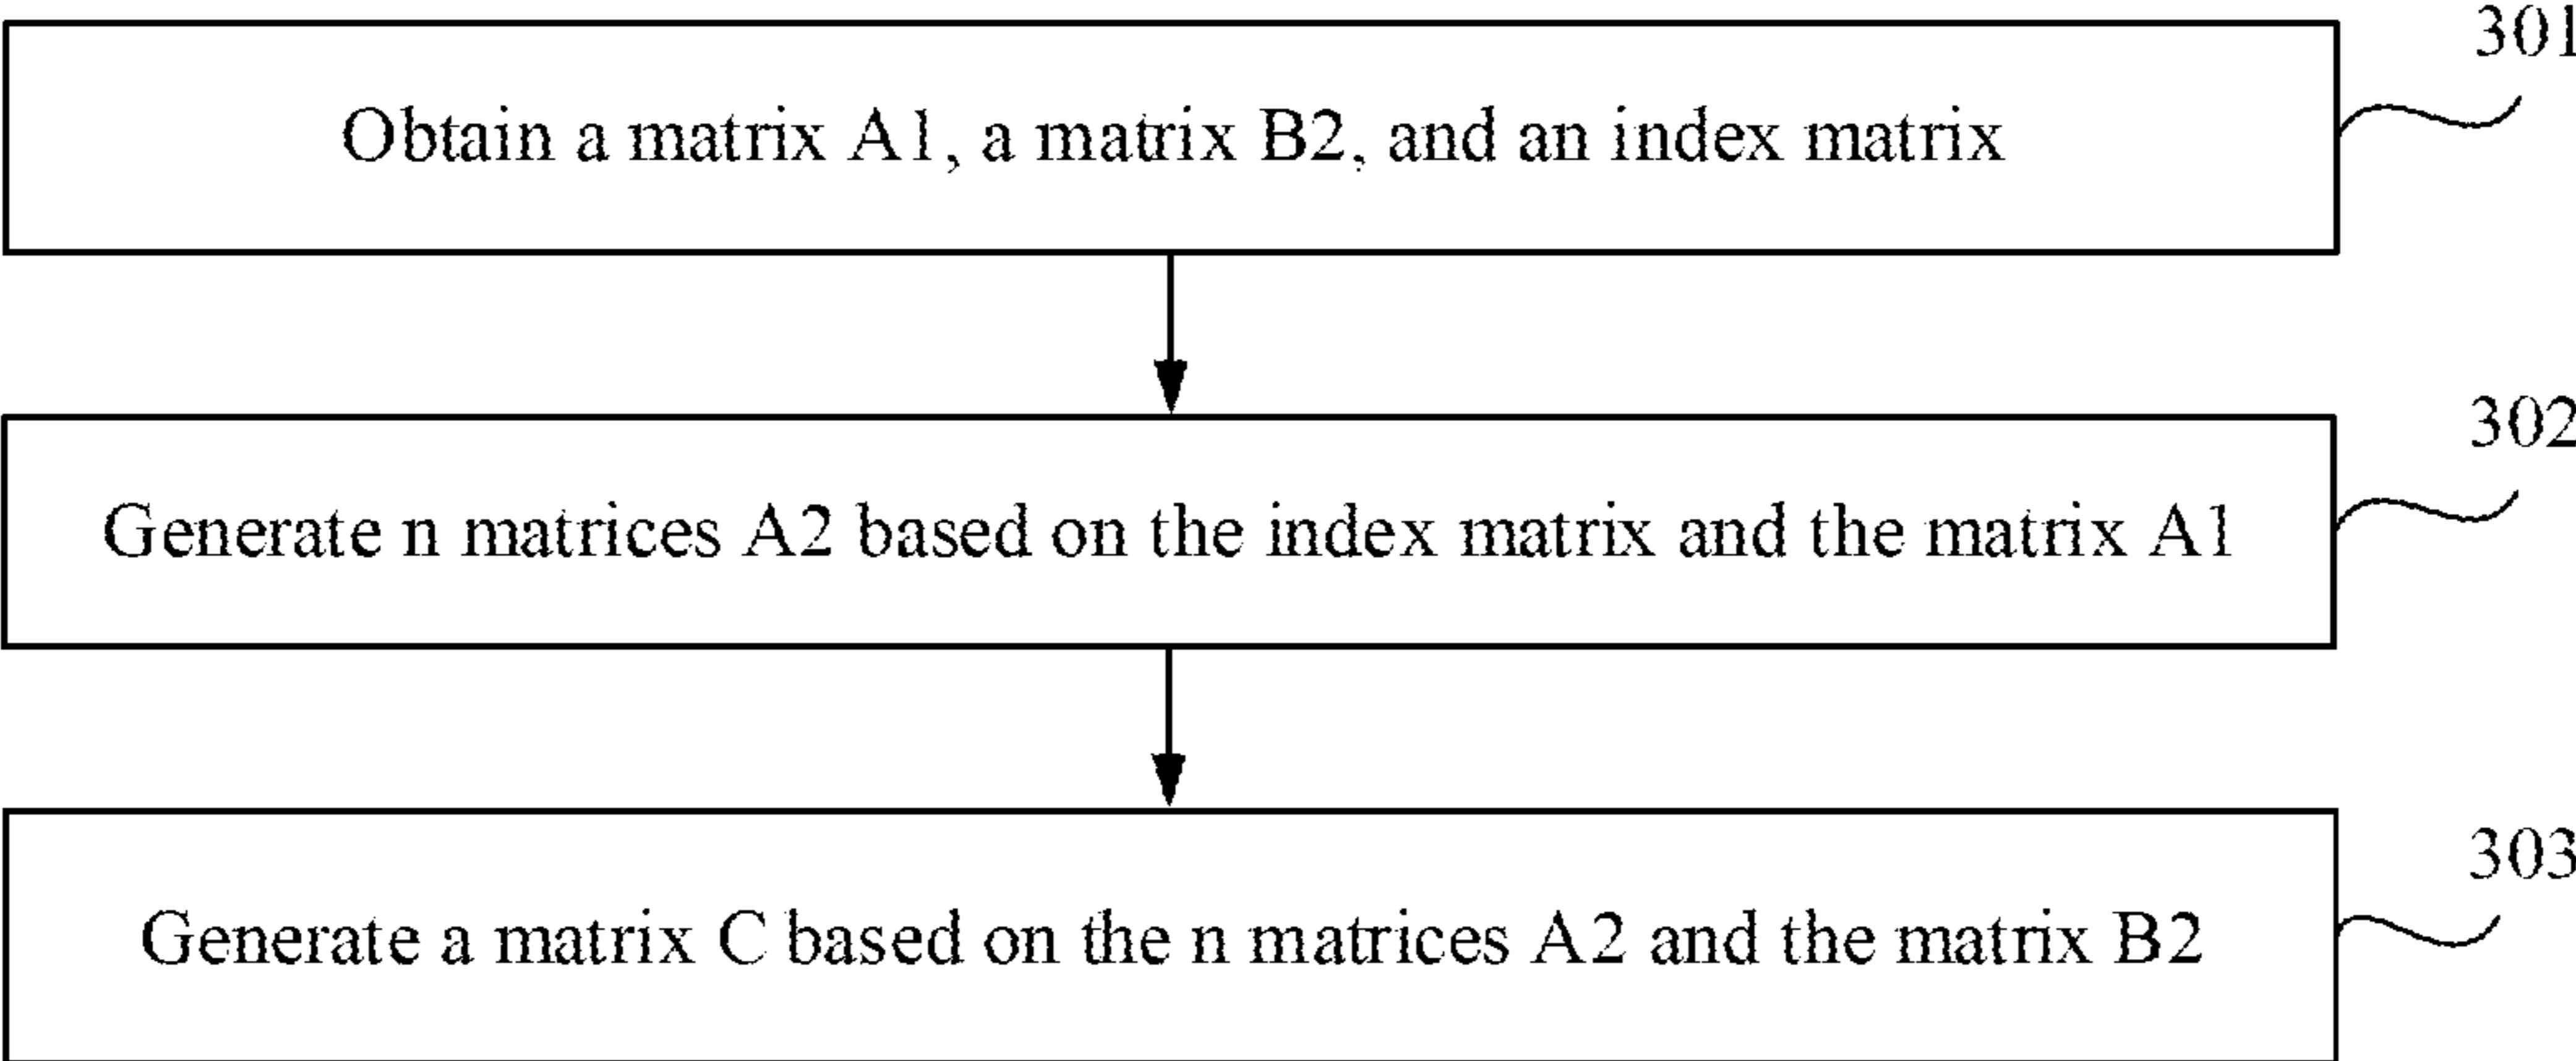 301
Obtain a matrix A1, a matrix B2, and an index matrix
302
Generate n matrices A2 based on the index matrix and the matrix A1
303
Generate a matrix C based on the n matrices A2 and the matrix B2